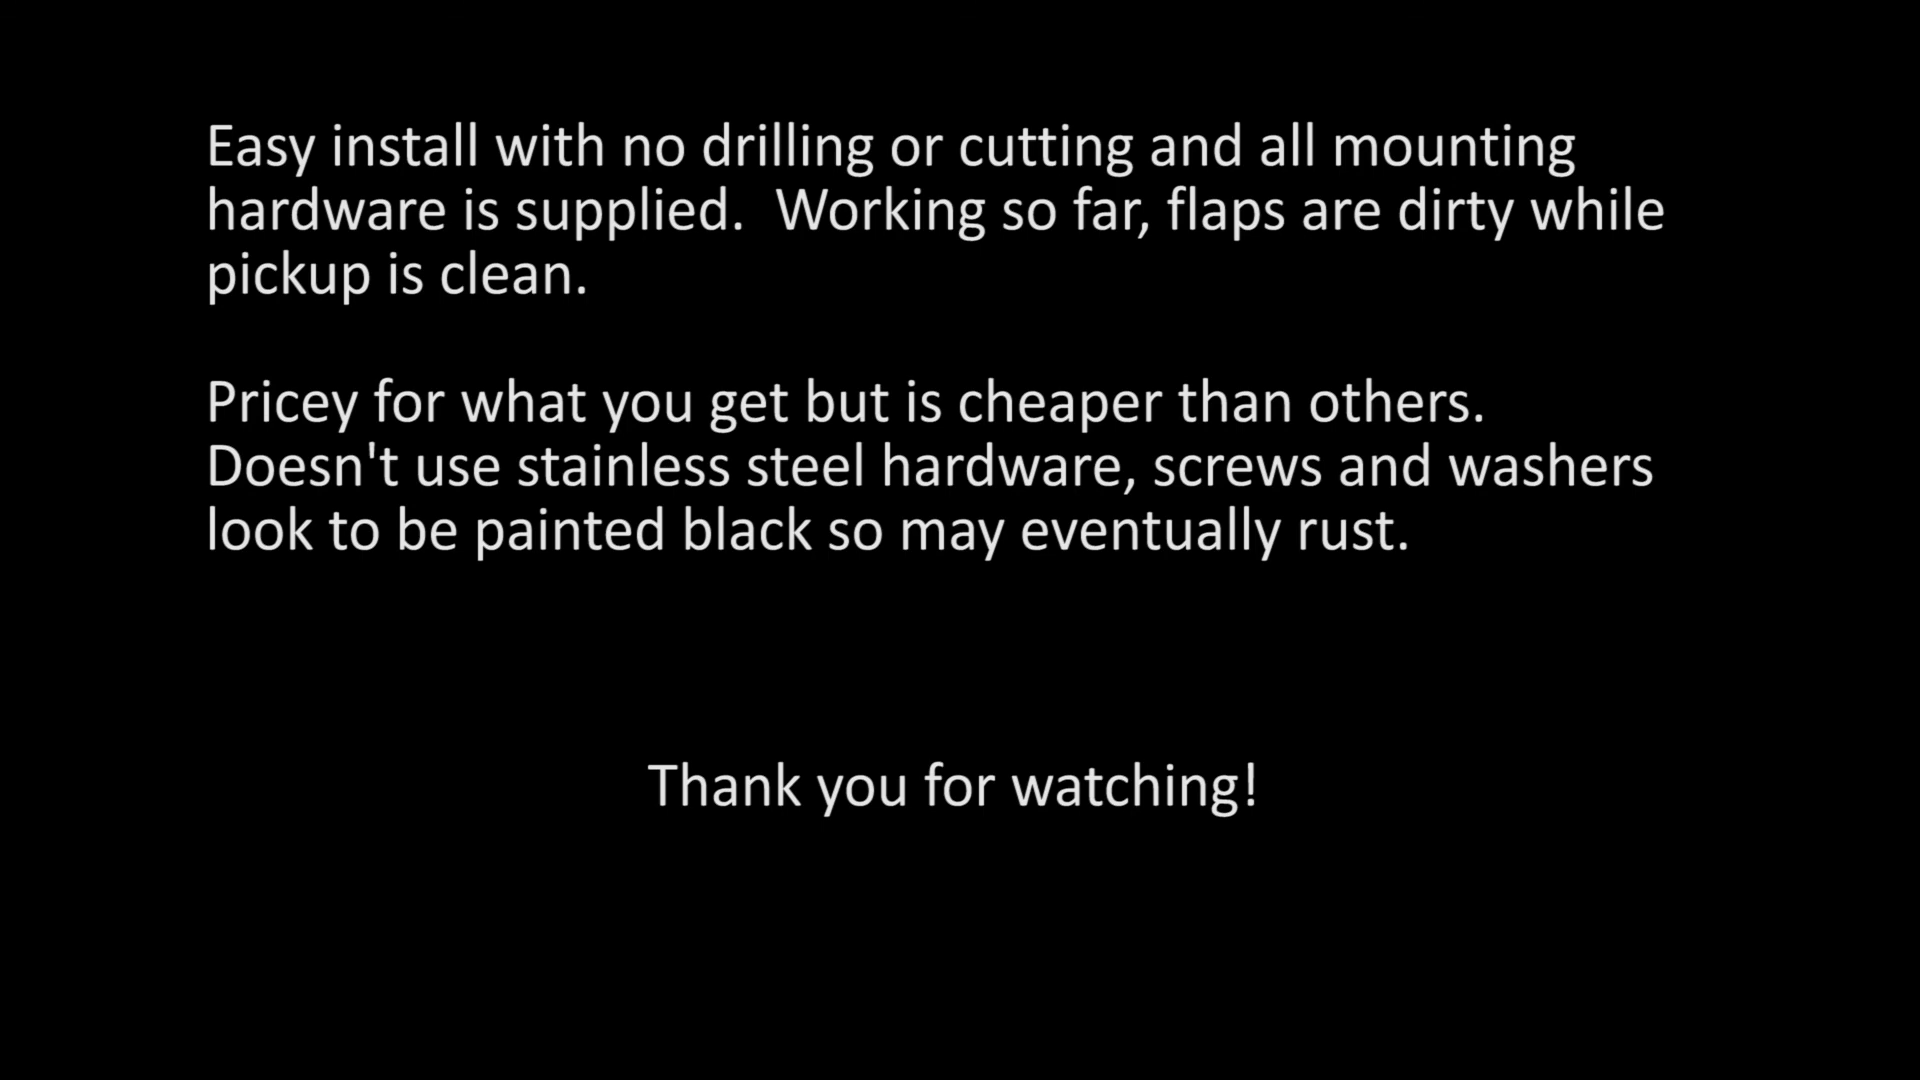 Easy install with no drilling or cutting and all mounting
hardware is supplied.  Working so far, flaps are dirty while
pickup is clean.
Pricey for what you get but is cheaper than others.
Doesn't use stainless steel hardware, screws and washers
look to be painted black so may eventually rust.
Thank you for watching!